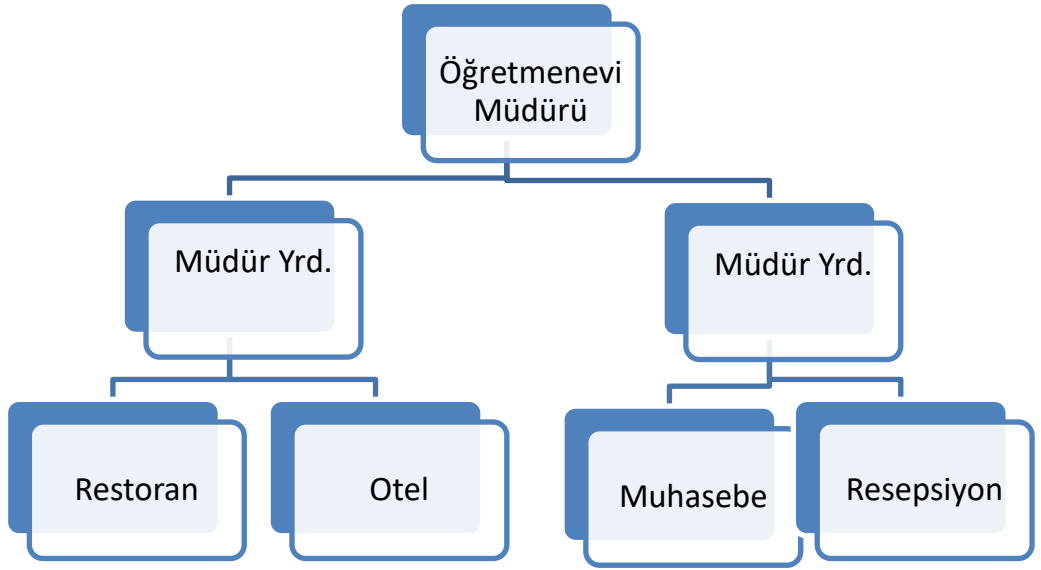 Öğretmenevi
Müdürü
Müdür Yrd.
Müdür Yrd.
Restoran
Otel
Muhasebe
Resepsiyon